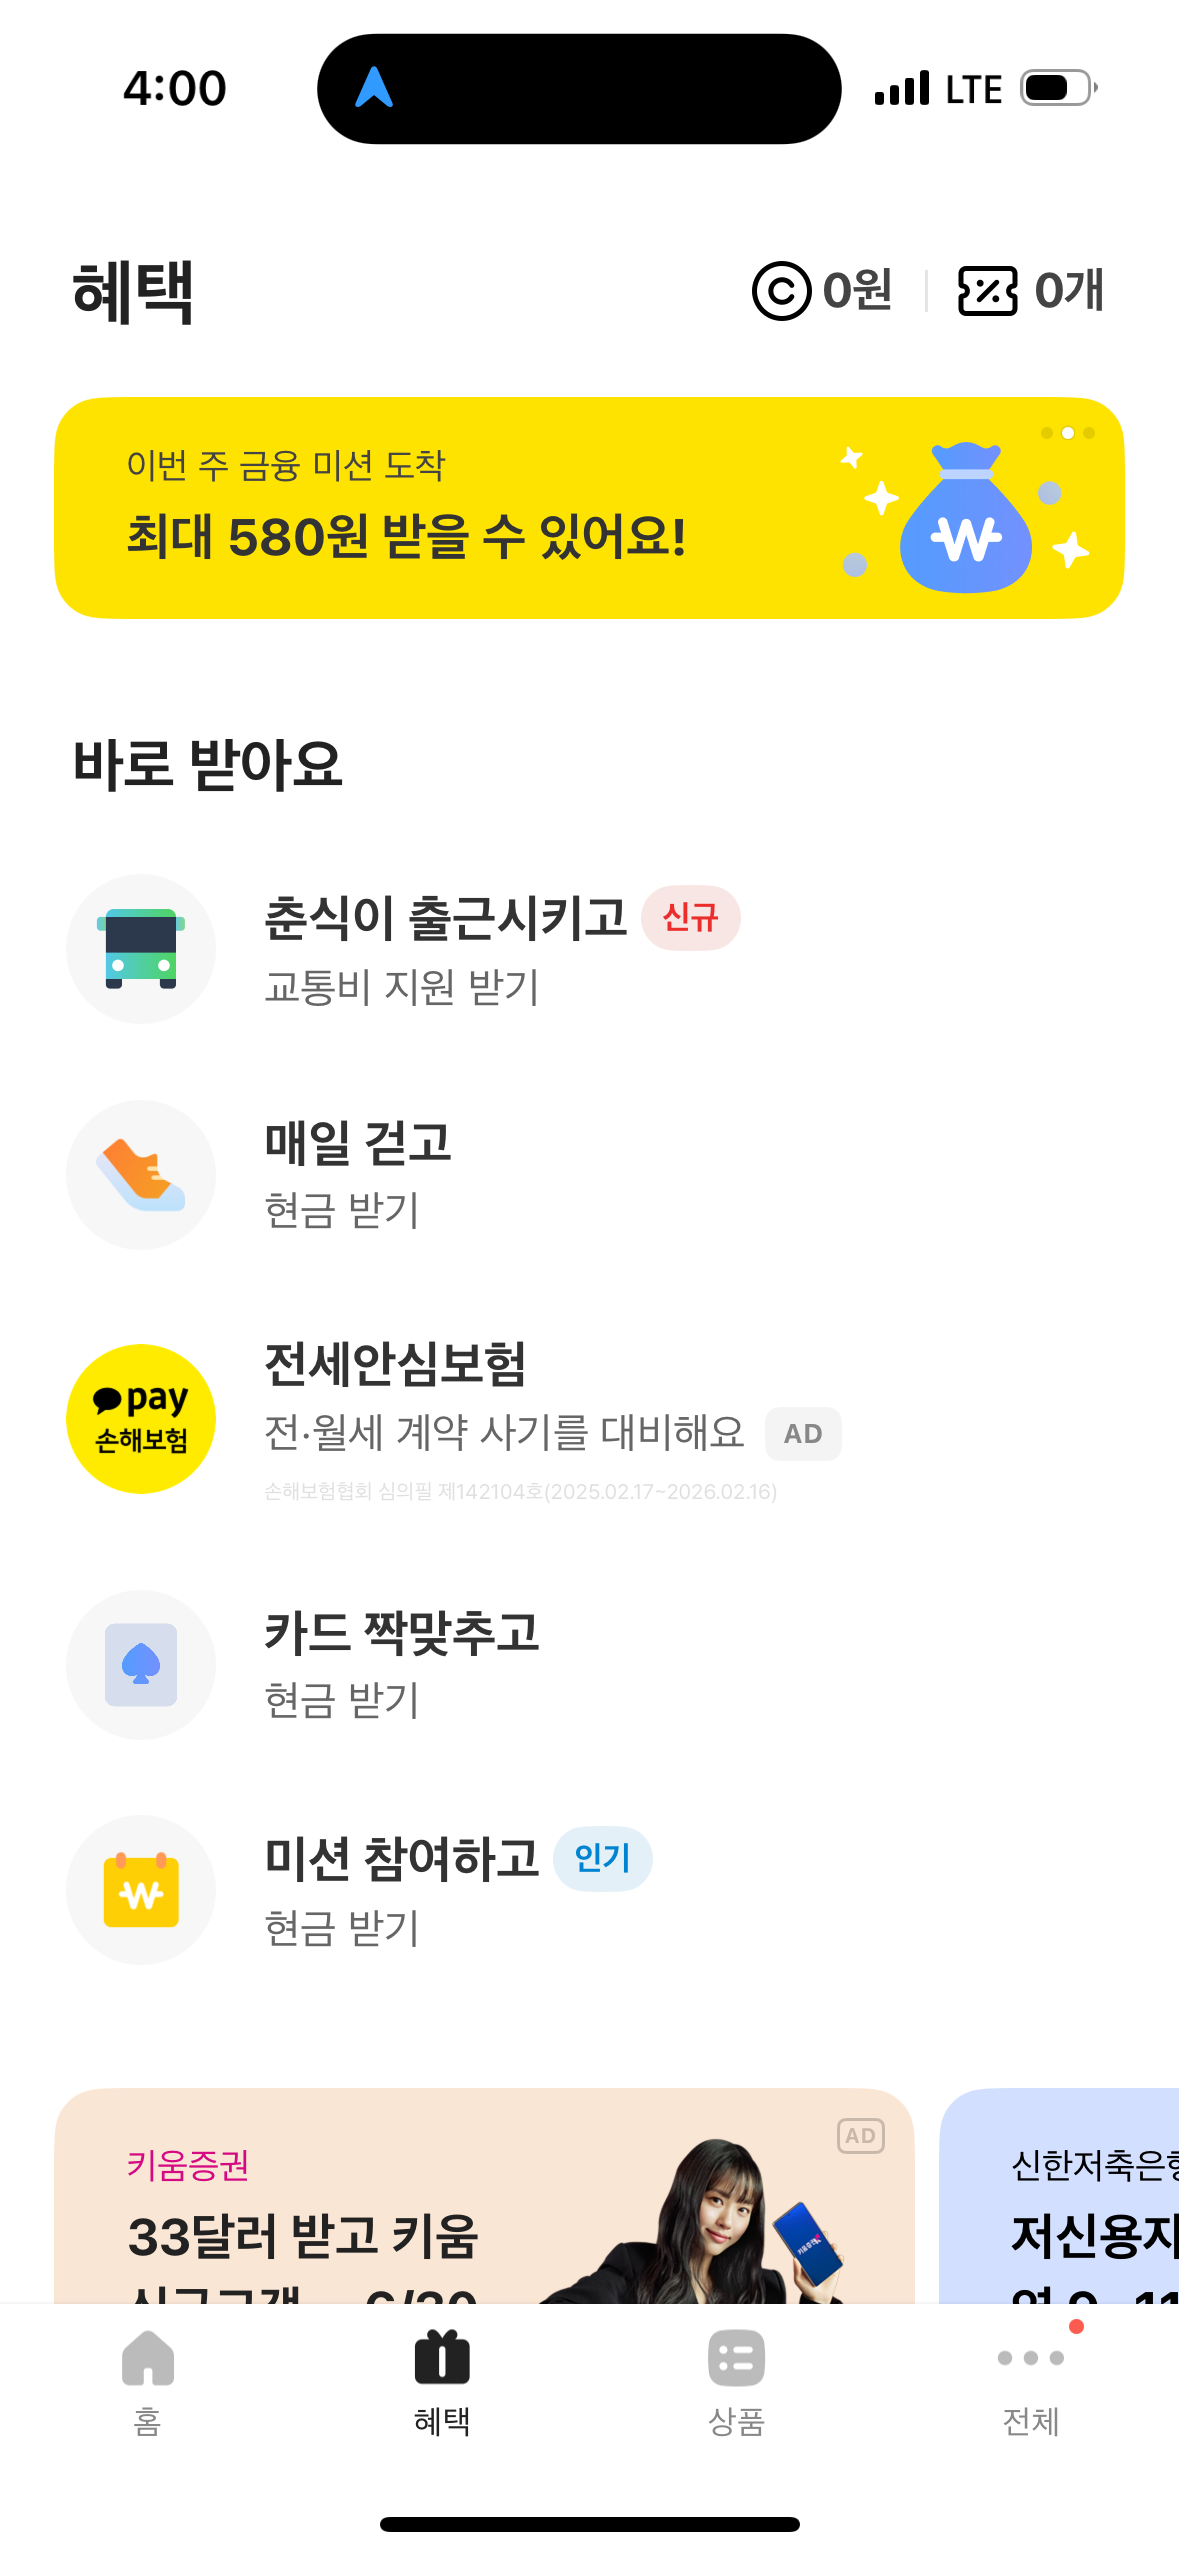 4:00
LTE
혜택
0원
0개
이번 주 금융 미션 도착
최대 580원 받을 수 있어요!
바로 받아요
춘식이 출근시키고 신규
교통비 지원 받기
매일 걷고
현금 받기
pay
손해보험
전세안심보험
전·월세 계약 사기를 대비해요 AD
손해보험협회 심의필 제142104호(2025.02.17~2026.02.16)
카드 짝맞추고
현금 받기
미션 참여하고 인기
현금 받기
AD
키움증권
33달러 받고 키움
신한저축은행
저신용자
홈
혜택
상품
전체